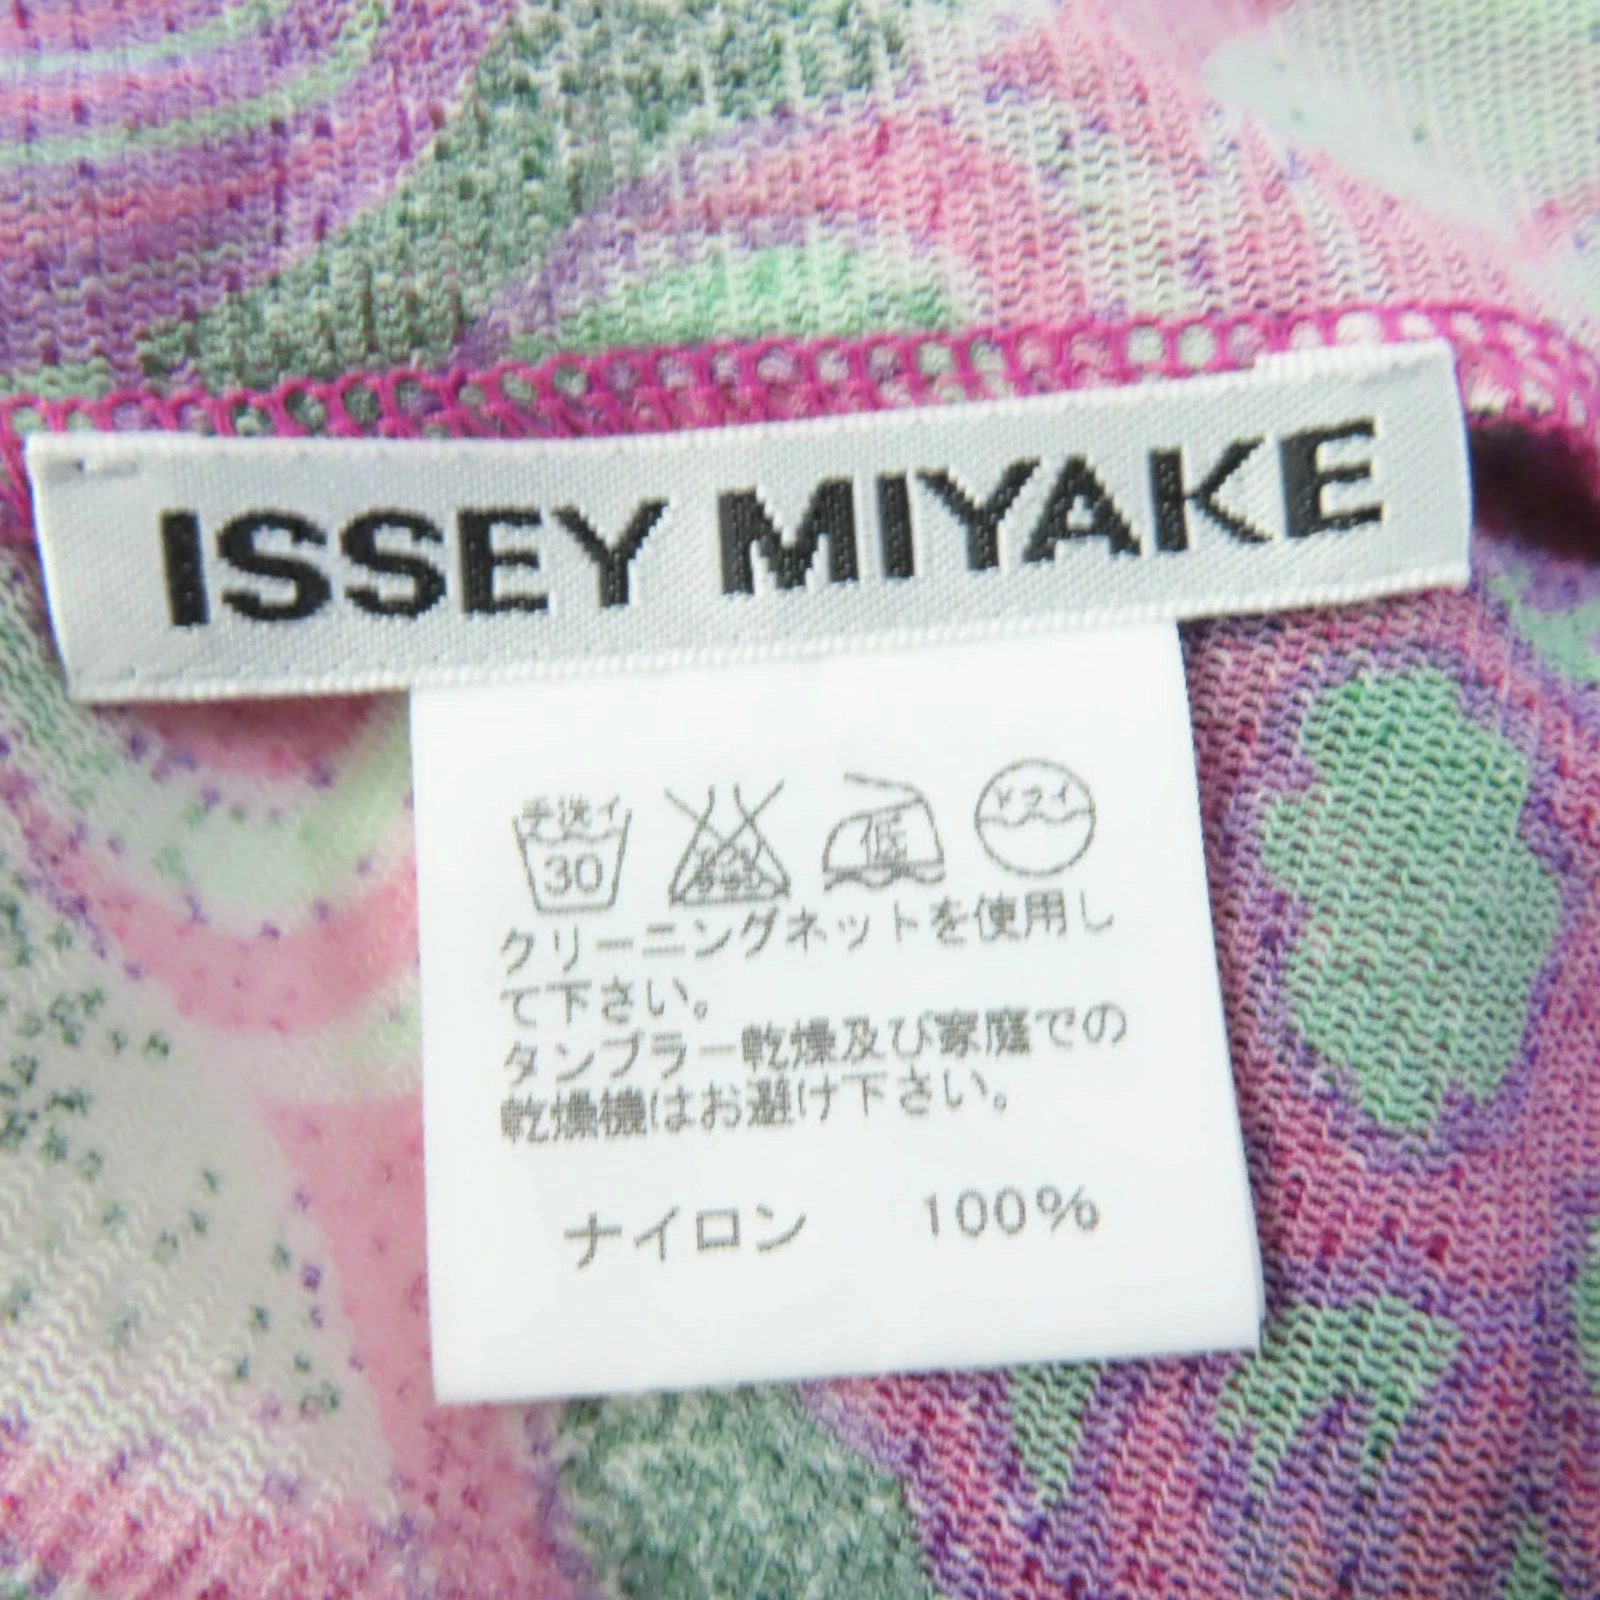 ISSEY MIYAKE
手洗イ
30
低
ドライ
クリーニングネットを使用し
て下さい。
タンブラー乾燥及び家庭での
乾燥機はお避け下さい。
ナイロン 100%